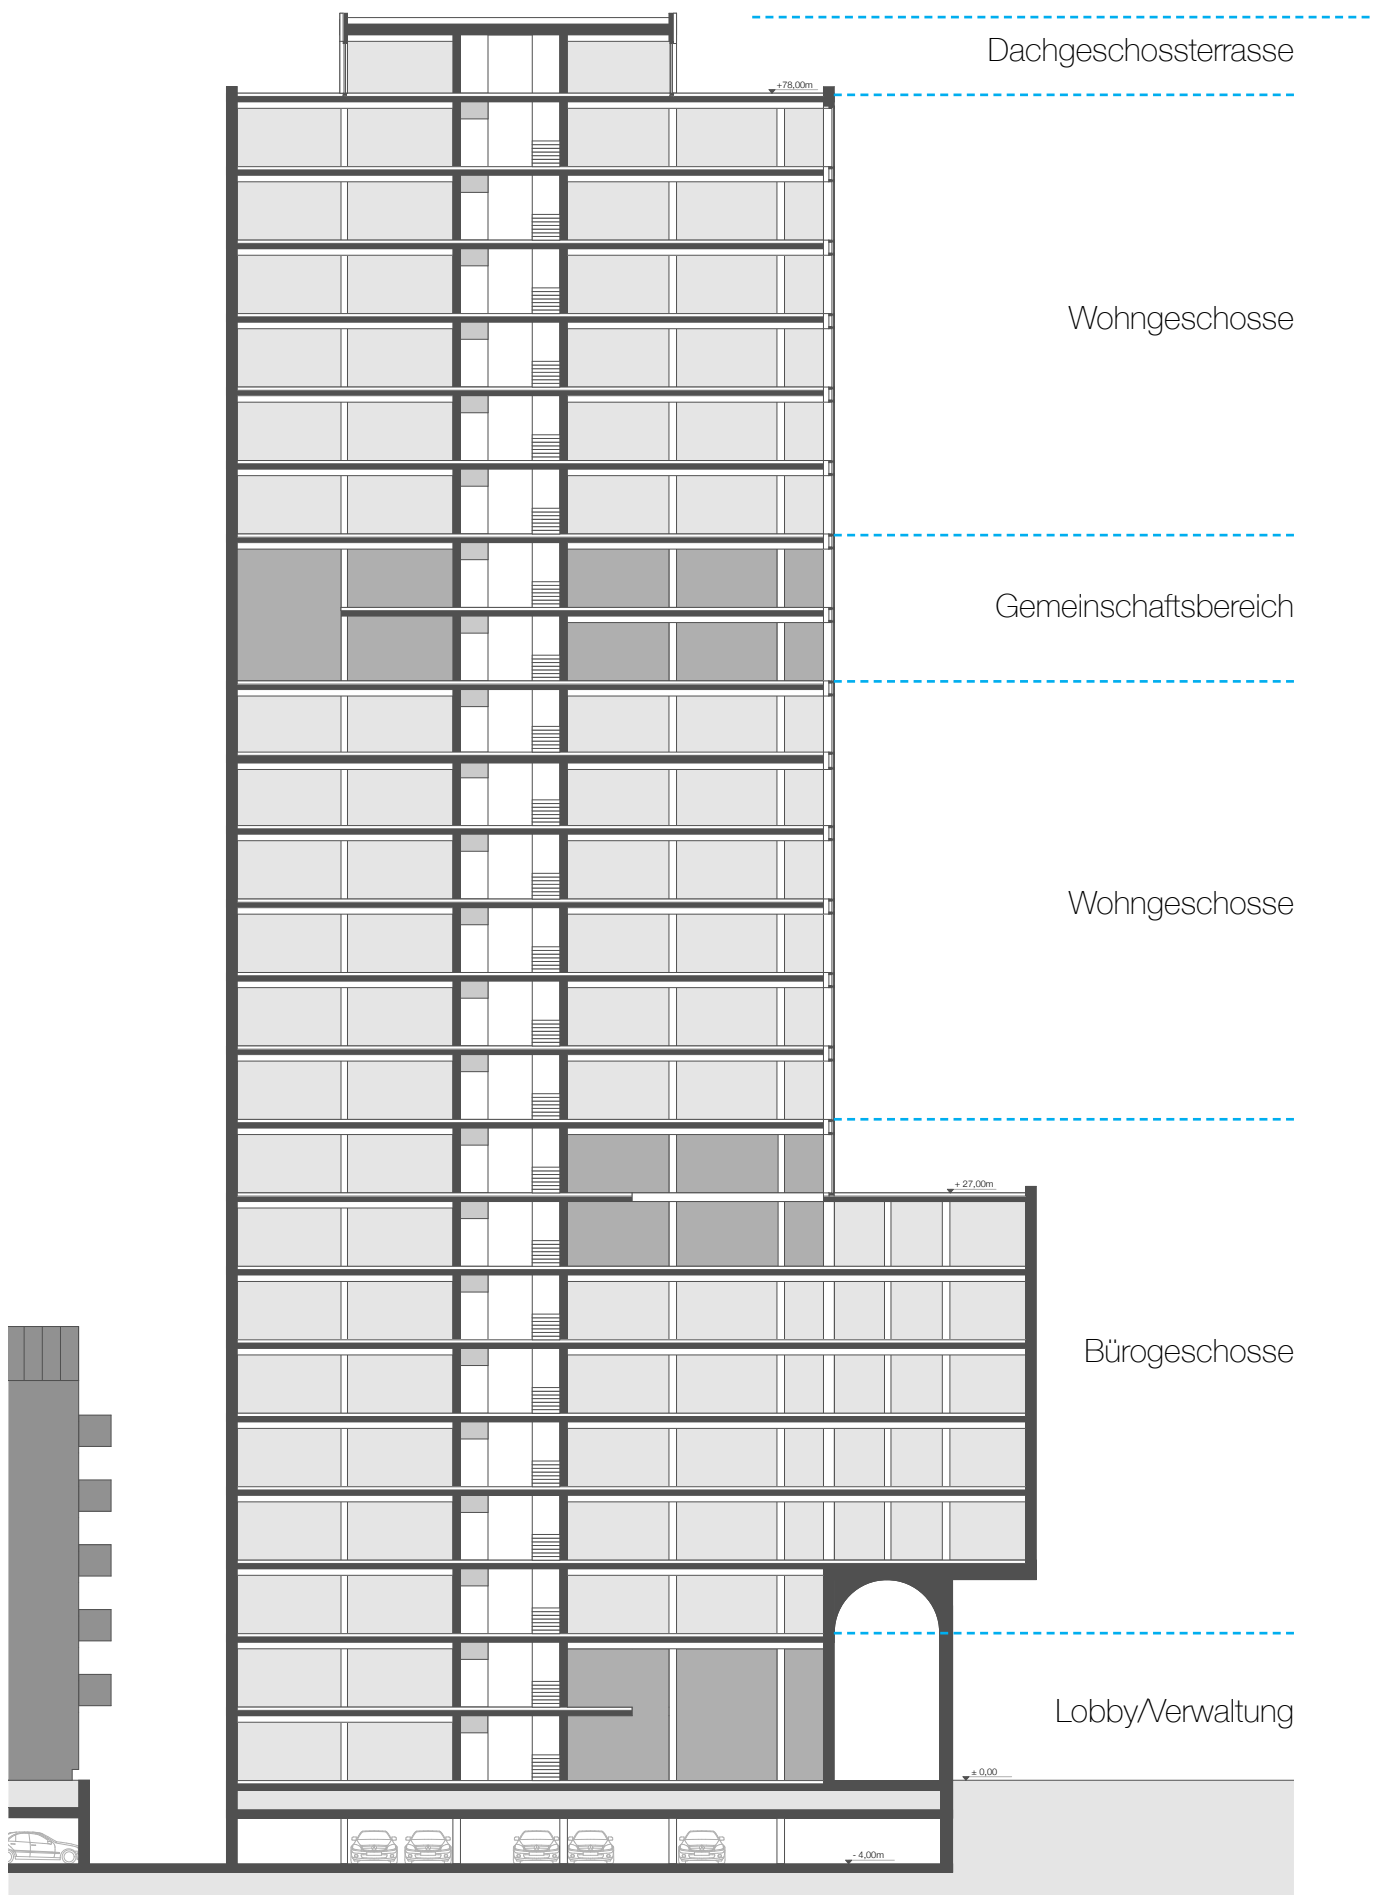 Dachgeschossterrasse
+78,00m
Wohngeschosse
Gemeinschaftsbereich
Wohngeschosse
+ 27,00m
Bürogeschosse
Lobby/Verwaltung
± 0,00
- 4,00m